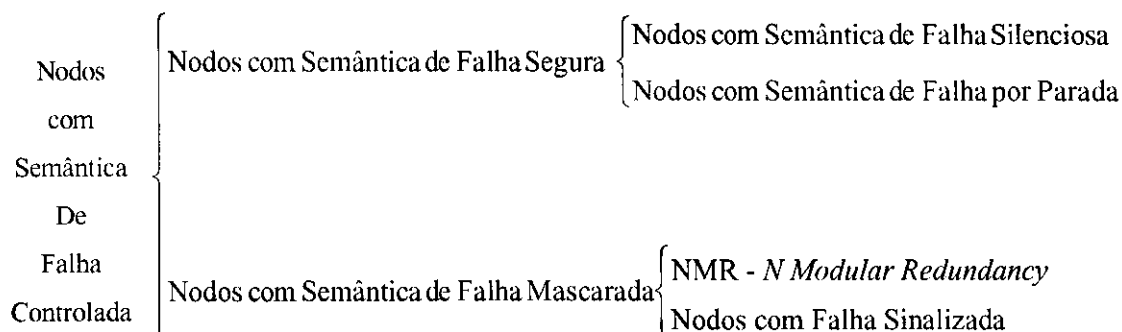 Nodos com Semântica De Falha Controlada
Nodos com Semântica de Falha Segura
Nodos com Semântica de Falha Silenciosa
Nodos com Semântica de Falha por Parada
Nodos com Semântica de Falha Mascarada
NMR - N Modular Redundancy
Nodos com Falha Sinalizada